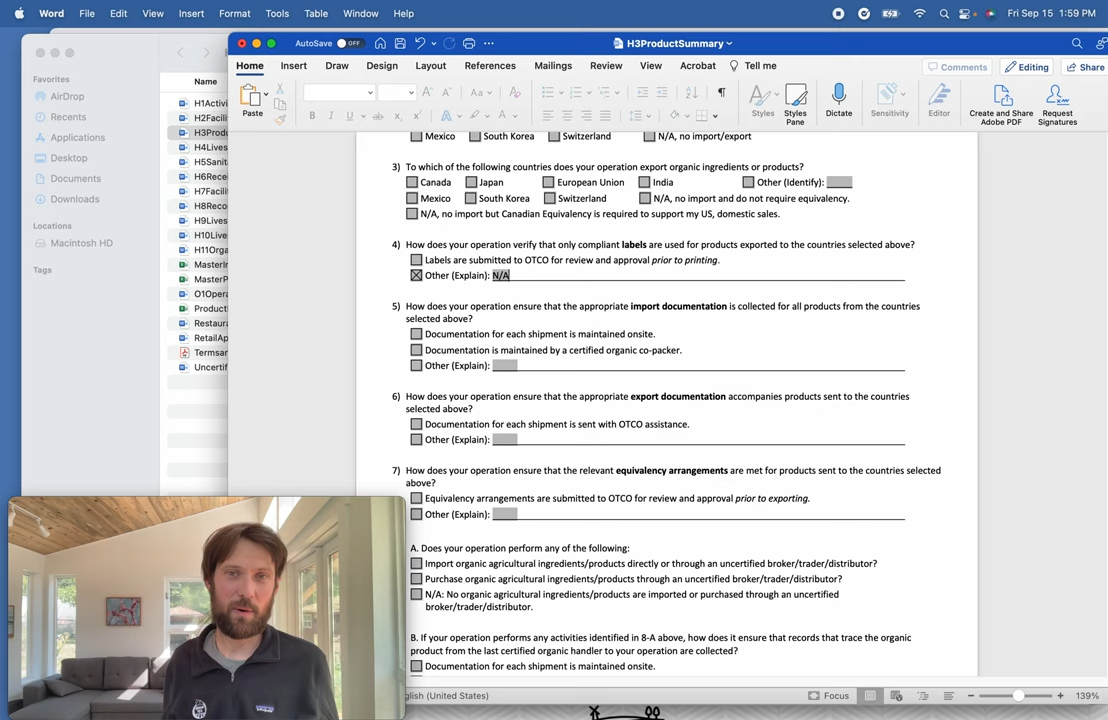 Word File Edit View Insert Format Tools Table Window Help Fri Sep 15 1:59 PM
AutoSave OFF H3ProductSummary
Home Insert Draw Design Layout References Mailings Review View Acrobat Tell me Comments Editing Share
Paste Aa Styles Styles Pane Dictate Sensitivity Editor Create and Share Adobe PDF Request Signatures
Favorites
AirDrop
Recents
Applications
Desktop
Documents
Downloads
Locations
Macintosh HD
Tags
Name
H1Activi
H2Facili
H3Produ
H4Lives
H5Sanit
H6Rece
H7Facilit
H8Reco
H9Lives
H10Live
H11Orga
MasterIn
MasterP
O1Opera
Producti
Restaura
RetailAp
Termsan
Uncertif
Mexico South Korea Switzerland N/A, no import/export
3) To which of the following countries does your operation export organic ingredients or products?
Canada Japan European Union India Other (Identify):
Mexico South Korea Switzerland N/A, no import and do not require equivalency.
N/A, no import but Canadian Equivalency is required to support my US, domestic sales.
4) How does your operation verify that only compliant labels are used for products exported to the countries selected above?
Labels are submitted to OTCO for review and approval prior to printing.
Other (Explain): N/A
5) How does your operation ensure that the appropriate import documentation is collected for all products from the countries
selected above?
Documentation for each shipment is maintained onsite.
Documentation is maintained by a certified organic co-packer.
Other (Explain):
6) How does your operation ensure that the appropriate export documentation accompanies products sent to the countries
selected above?
Documentation for each shipment is sent with OTCO assistance.
Other (Explain):
7) How does your operation ensure that the relevant equivalency arrangements are met for products sent to the countries selected
above?
Equivalency arrangements are submitted to OTCO for review and approval prior to exporting.
Other (Explain):
A. Does your operation perform any of the following:
Import organic agricultural ingredients/products directly or through an uncertified broker/trader/distributor?
Purchase organic agricultural ingredients/products through an uncertified broker/trader/distributor?
N/A: No organic agricultural ingredients/products are imported or purchased through an uncertified
broker/trader/distributor.
B. If your operation performs any activities identified in 8-A above, how does it ensure that records that trace the organic
product from the last certified organic handler to your operation are collected?
Documentation for each shipment is maintained onsite.
glish (United States) Focus 139%